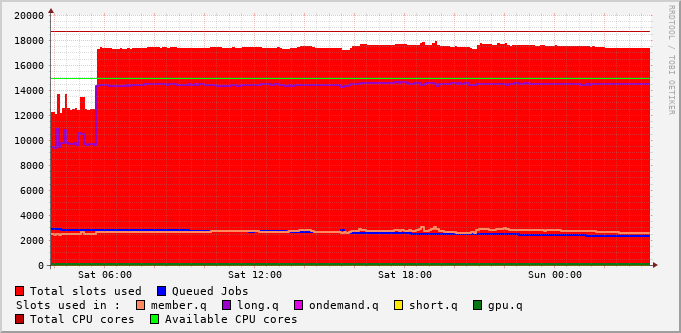 20000
18000
16000
14000
12000
10000
8000
6000
4000
2000
0
Sat 06:00 Sat 12:00 Sat 18:00 Sun 00:00
RRDTOOL / TOBI OETIKER
Total slots used Queued Jobs
Slots used in : member.q long.q ondemand.q short.q gpu.q
Total CPU cores Available CPU cores